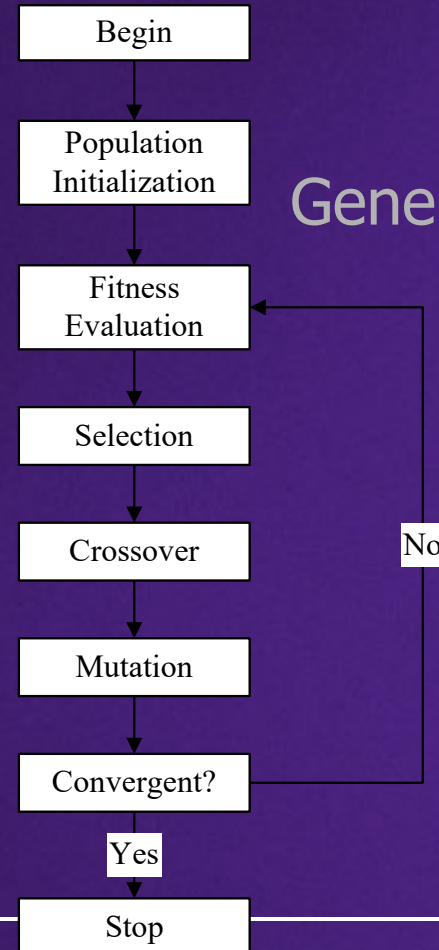 Begin
Population
Initialization
Gene
Fitness
Evaluation
Selection
Crossover
No
Mutation
Convergent?
Yes
Stop